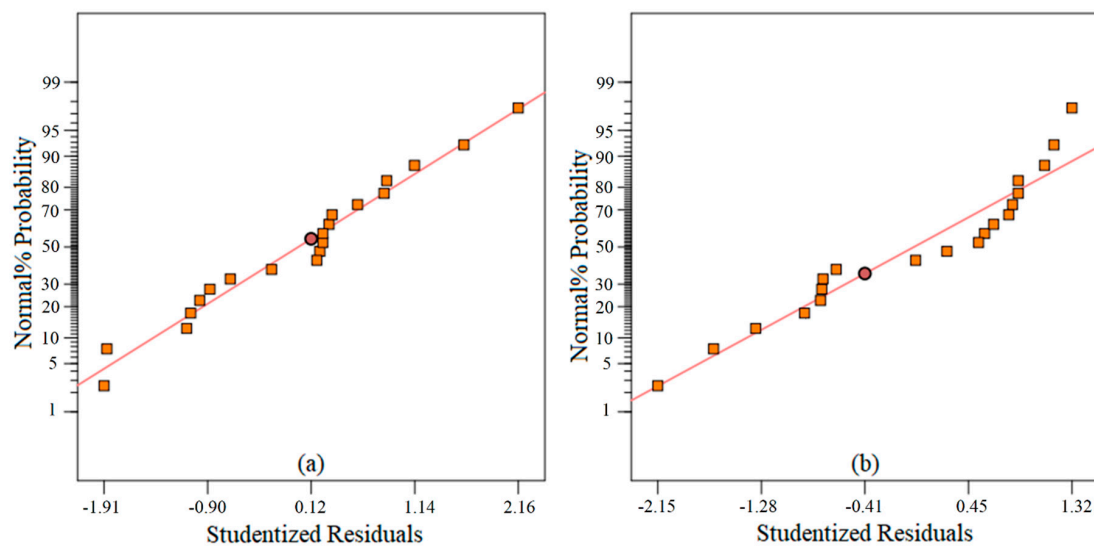 Normal% Probability
99
95
90
80
70
50
30
20
10
5
1
(a)
-1.91 -0.90 0.12 1.14 2.16
Studentized Residuals
Normal% Probability
99
95
90
80
70
50
30
20
10
5
1
(b)
-2.15 -1.28 -0.41 0.45 1.32
Studentized Residuals